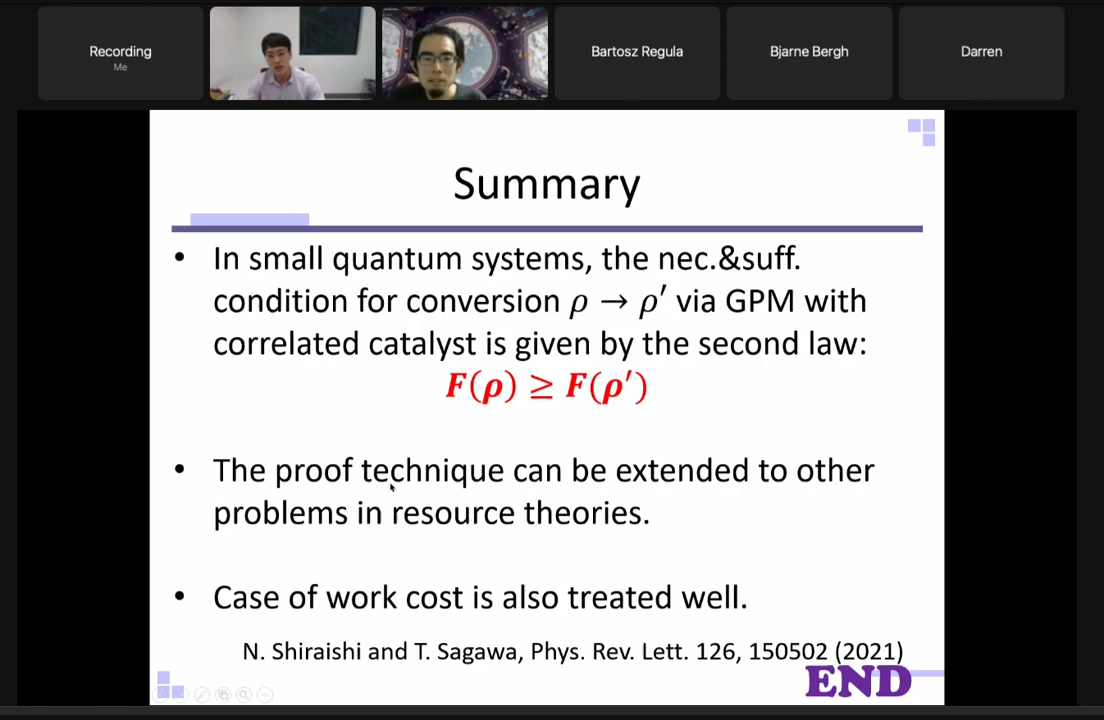 Recording
Me
Bartosz Regula
Bjarne Bergh
Darren
Summary
• In small quantum systems, the nec.&suff.
condition for conversion ρ → ρ′ via GPM with
correlated catalyst is given by the second law:
F(ρ) ≥ F(ρ′)
• The proof technique can be extended to other
problems in resource theories.
• Case of work cost is also treated well.
N. Shiraishi and T. Sagawa, Phys. Rev. Lett. 126, 150502 (2021)
END